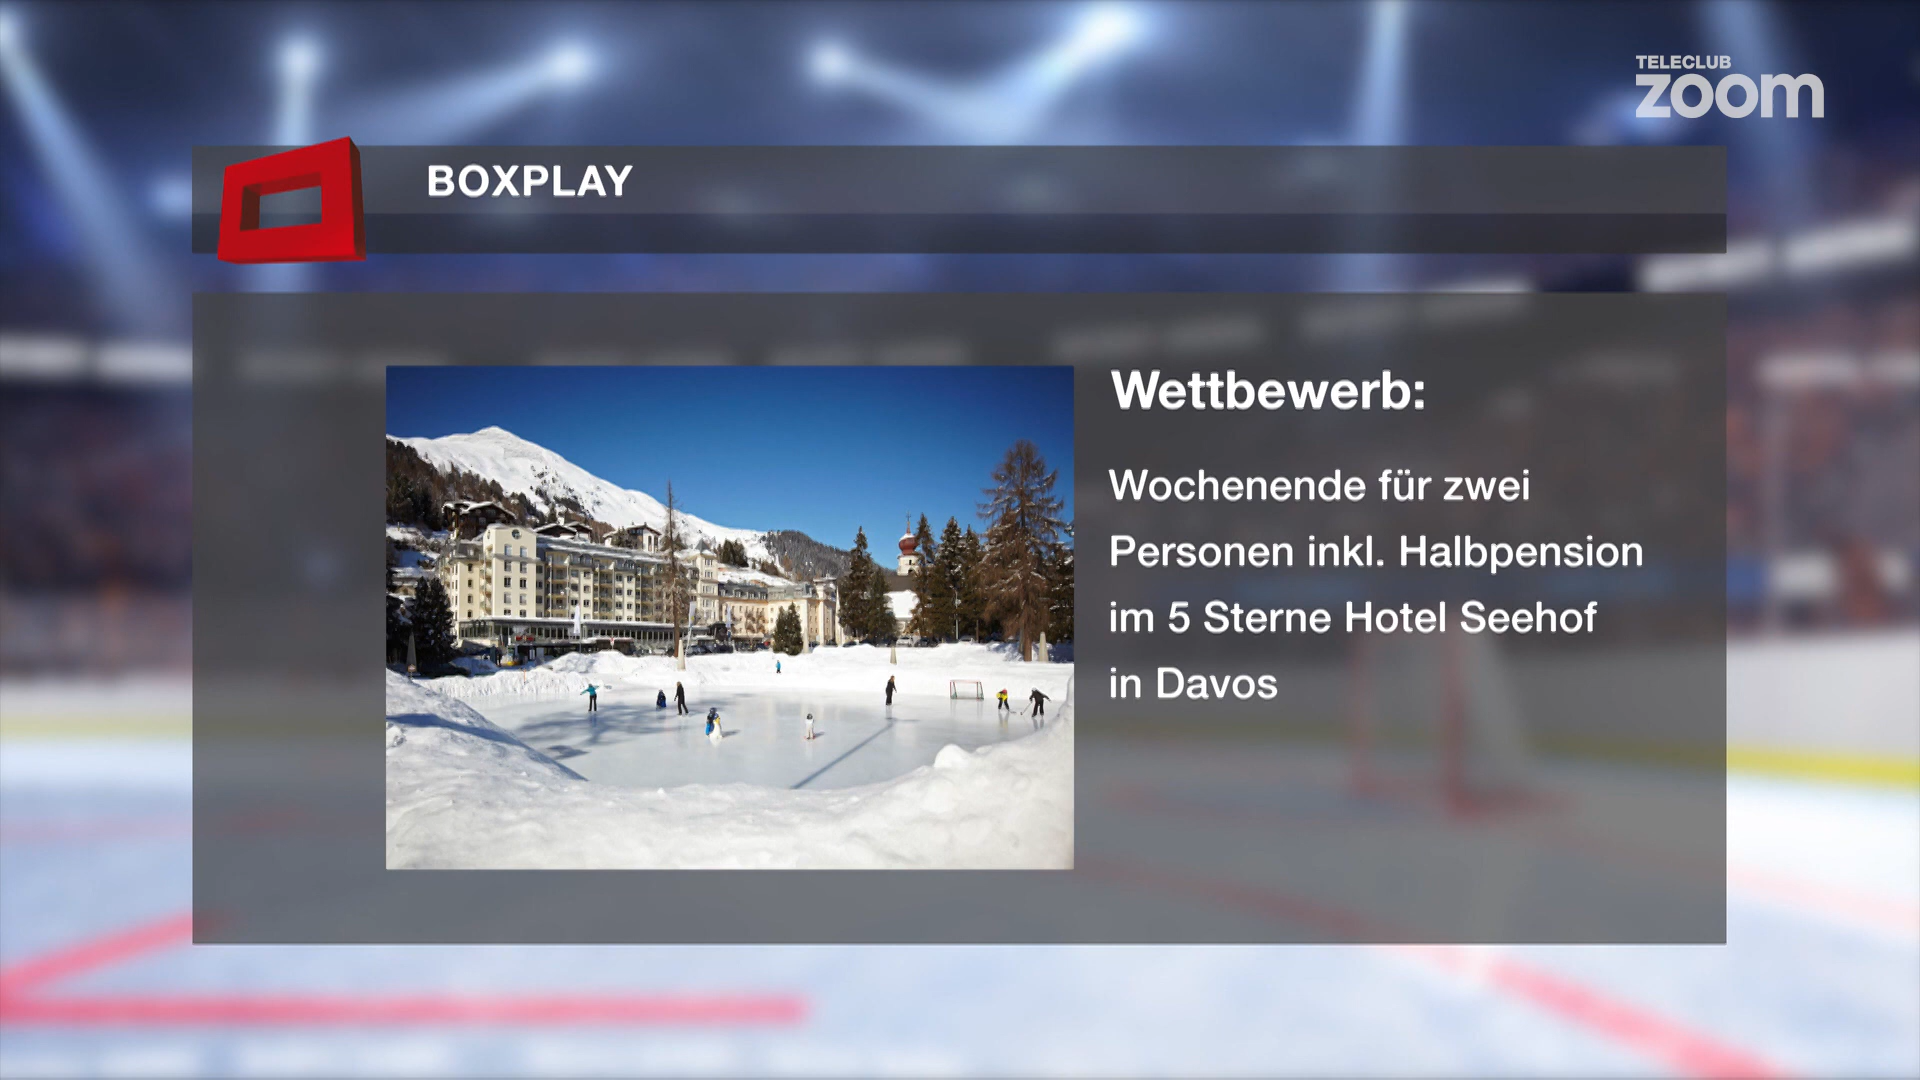 TELECLUB
zoom
BOXPLAY
Wettbewerb:
Wochenende für zwei
Personen inkl. Halbpension
im 5 Sterne Hotel Seehof
in Davos